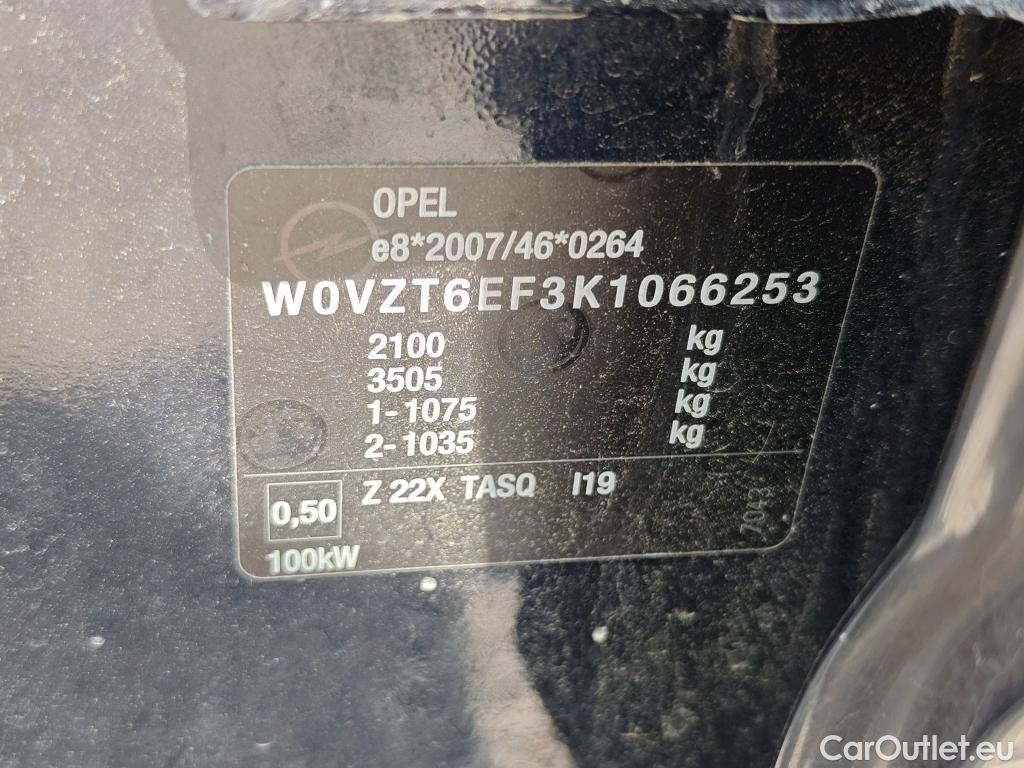 OPEL
e8*2007/46*0264
W0VZT6EF3K1066253
2100 kg
3505 kg
1-1075 kg
2-1035 kg
0,50 Z 22X TASQ I19
100kW
7043
CarOutlet.eu